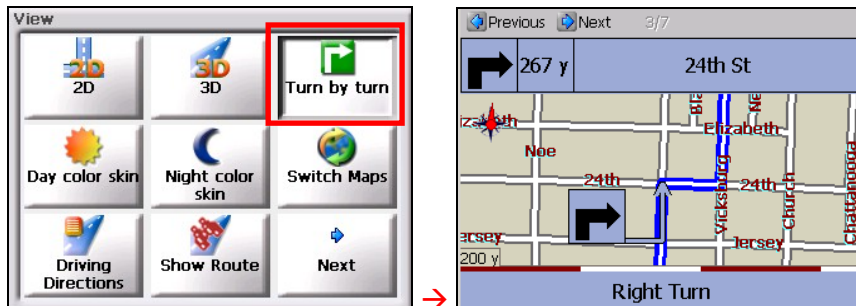 View
2D
2D
3D
3D
Turn by turn
Day color skin
Night color
skin
Switch Maps
Driving
Directions
Show Route
Next
Previous
Next
3/7
267 y
24th St
Elizabeth
Noe
24th
24th
Vicksburg
Church
Chattanooga
Jersey
200 y
Right Turn